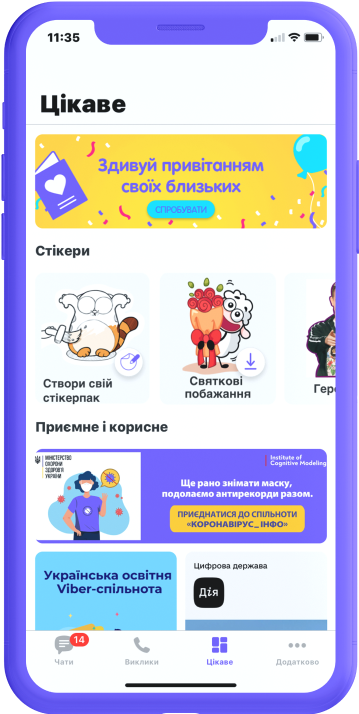 11:35
Цікаве
Здивуй привітанням
своїх близьких
СПРОБУВАТИ
Стікери
Створи свій
стікерпак
Святкові
побажання
Геро
Приємне і корисне
МІНІСТЕРСТВО
ОХОРОНИ
ЗДОРОВ'Я
УКРАЇНИ
Institute of
Cognitive Modeling
Ще рано знімати маску,
подолаємо антирекорди разом.
ПРИЄДНАТИСЯ ДО СПІЛЬНОТИ
«КОРОНАВІРУС_ІНФО»
Українська освітня
Viber-спільнота
Цифрова держава
Дія
14
Чати
Виклики
Цікаве
Додатково